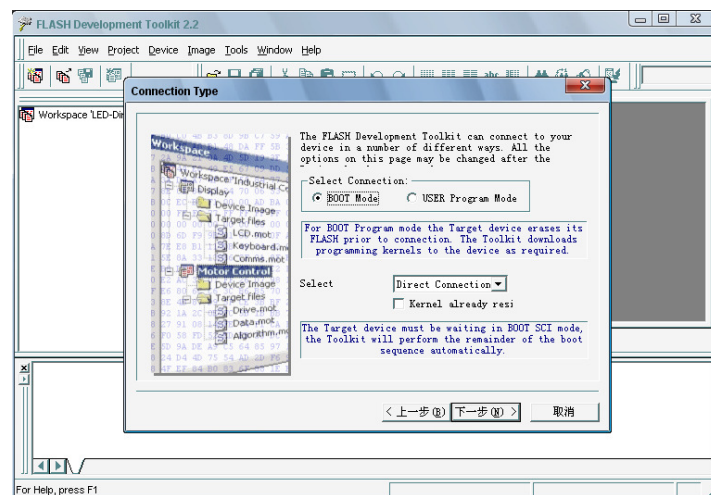 FLASH Development Toolkit 2.2
File Edit View Project Device Image Tools Window Help
abc
Connection Type
Workspace 'LED-Dir
The FLASH Development Toolkit can connect to your
device in a number of different ways. All the
options on this page may be changed after the
Select Connection:
BOOT Mode
USER Program Mode
For BOOT Program mode the Target device erases its
FLASH prior to connection. The Toolkit downloads
programming kernels to the device as required.
Select
Direct Connection
Kernel already resi
The Target device must be waiting in BOOT SCI mode,
the Toolkit will perform the remainder of the boot
sequence automatically.
Workspace
Workspace 'Industrial Co
Display
Device Image
Target files
LCD.mot
Keyboard.m
Comms.mot
Motor Control
Device Image
Target files
Drive.mot
Data.mot
Algorithm.m
< 上一步(B)
下一步(N) >
取消
For Help, press F1